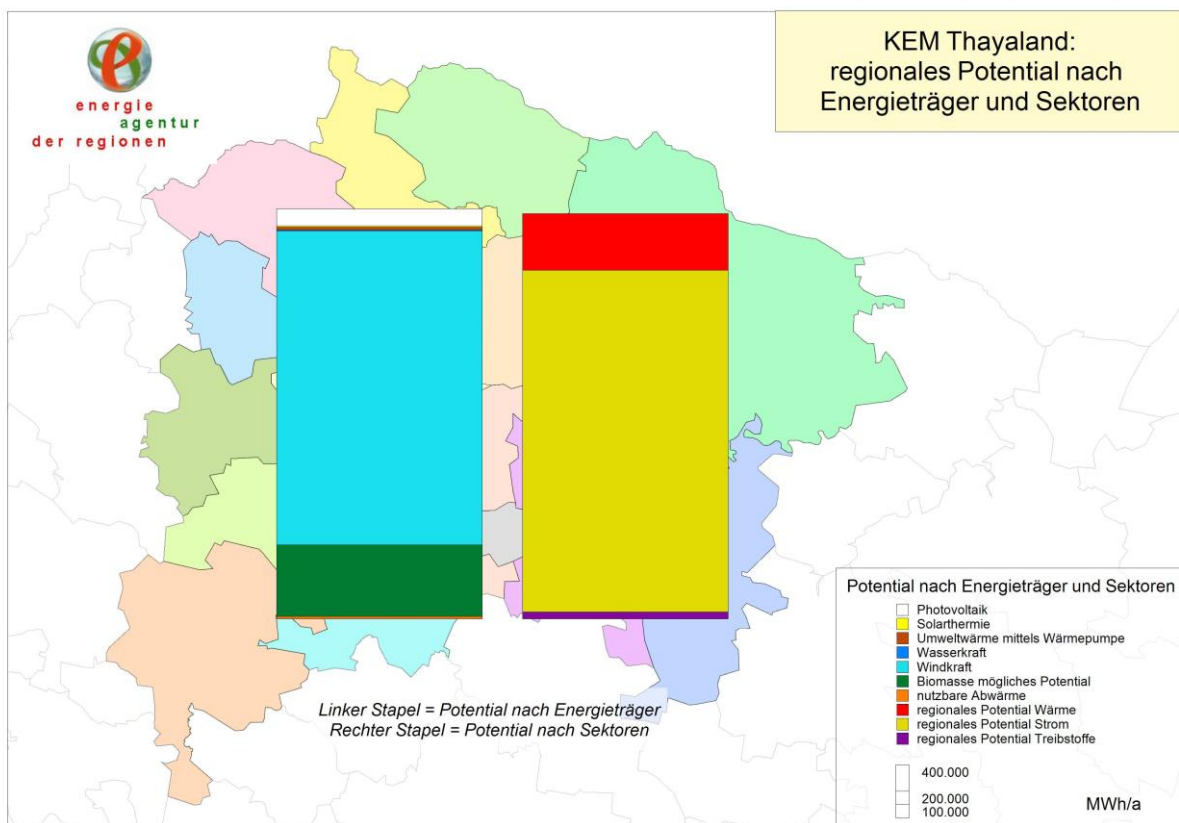 energie
agentur
der regionen
KEM Thayaland:
regionales Potential nach
Energieträger und Sektoren
Linker Stapel = Potential nach Energieträger
Rechter Stapel = Potential nach Sektoren
Potential nach Energieträger und Sektoren
Photovoltaik
Solarthermie
Umweltwärme mittels Wärmepumpe
Wasserkraft
Windkraft
Biomasse mögliches Potential
nutzbare Abwärme
regionales Potential Wärme
regionales Potential Strom
regionales Potential Treibstoffe
400.000
200.000
100.000
MWh/a